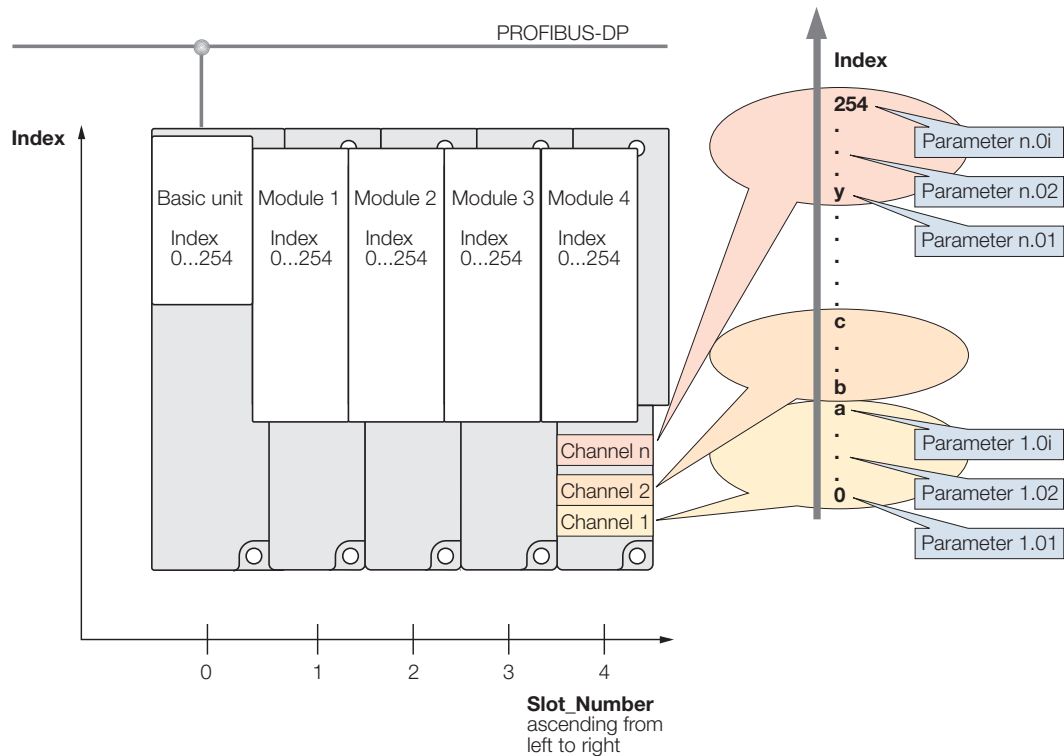 PROFIBUS-DP
Index
Basic unit
Index
0...254
Module 1
Index
0...254
Module 2
Index
0...254
Module 3
Index
0...254
Module 4
Index
0...254
Channel n
Channel 2
Channel 1
0
1
2
3
4
Slot_Number
ascending from
left to right
Index
254
.
.
.
y
.
.
.
.
.
c
.
.
b
a
.
.
.
0
Parameter n.0i
Parameter n.02
Parameter n.01
Parameter 1.0i
Parameter 1.02
Parameter 1.01